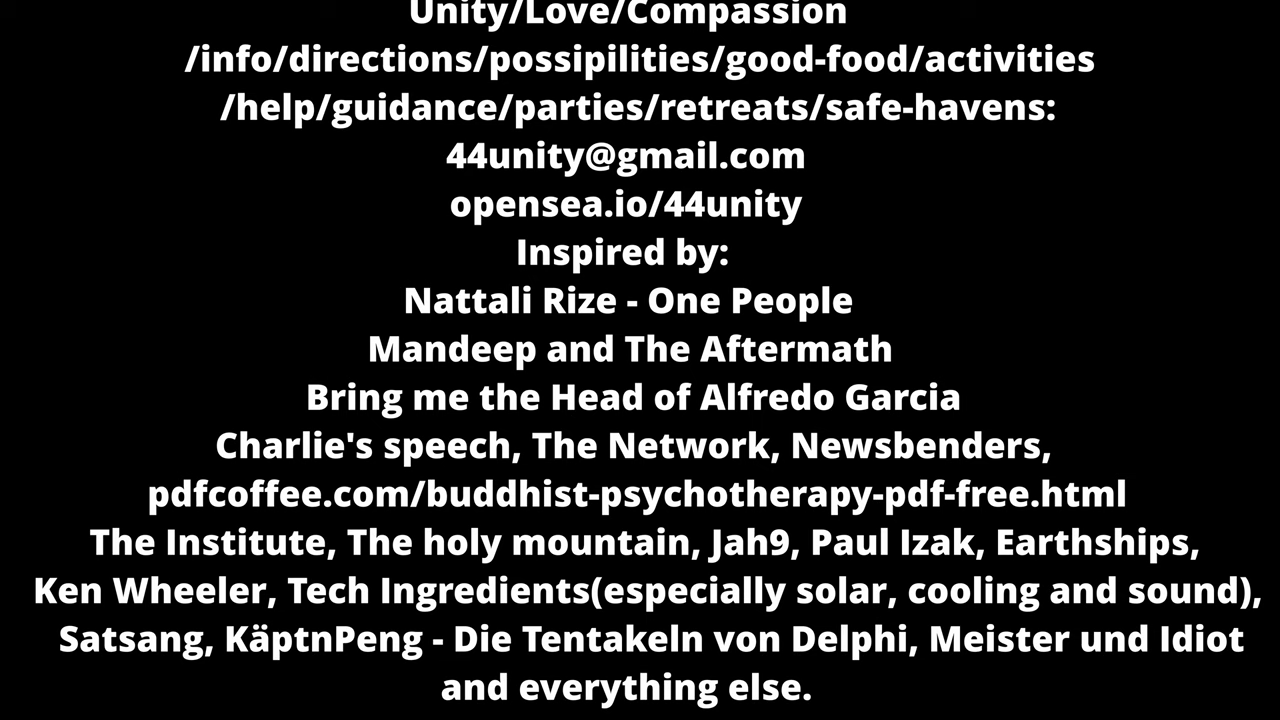 Unity/Love/Compassion
/info/directions/possipilities/good-food/activities
/help/guidance/parties/retreats/safe-havens:
44unity@gmail.com
opensea.io/44unity
Inspired by:
Nattali Rize - One People
Mandeep and The Aftermath
Bring me the Head of Alfredo Garcia
Charlie's speech, The Network, Newsbenders,
pdfcoffee.com/buddhist-psychotherapy-pdf-free.html
The Institute, The holy mountain, Jah9, Paul Izak, Earthships,
Ken Wheeler, Tech Ingredients(especially solar, cooling and sound),
Satsang, KäptnPeng - Die Tentakeln von Delphi, Meister und Idiot
and everything else.